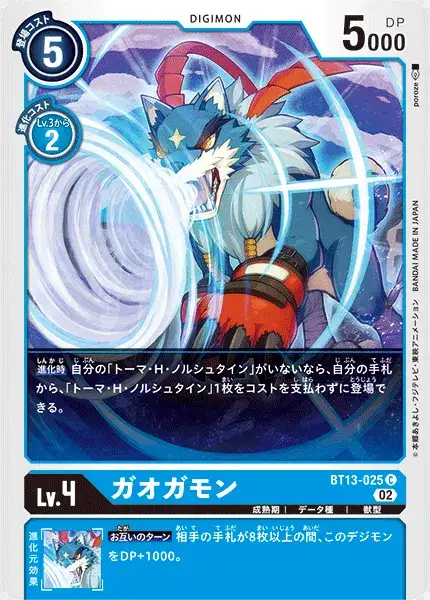 登場コスト
5
DIGIMON
DP
5000
進化コスト
Lv.3から
2
poroze
©本郷あきよし・フジテレビ・東映アニメーション BANDAI MADE IN JAPAN
進化時 自分の「トーマ・H・ノルシュタイン」がいないなら、自分の手札
から、「トーマ・H・ノルシュタイン」1枚をコストを支払わずに登場で
きる。
BT13-025 C
02
Lv.4
ガオガモン
成熟期 データ種 獣型
進化元効果
お互いのターン 相手の手札が8枚以上の間、このデジモン
をDP+1000。